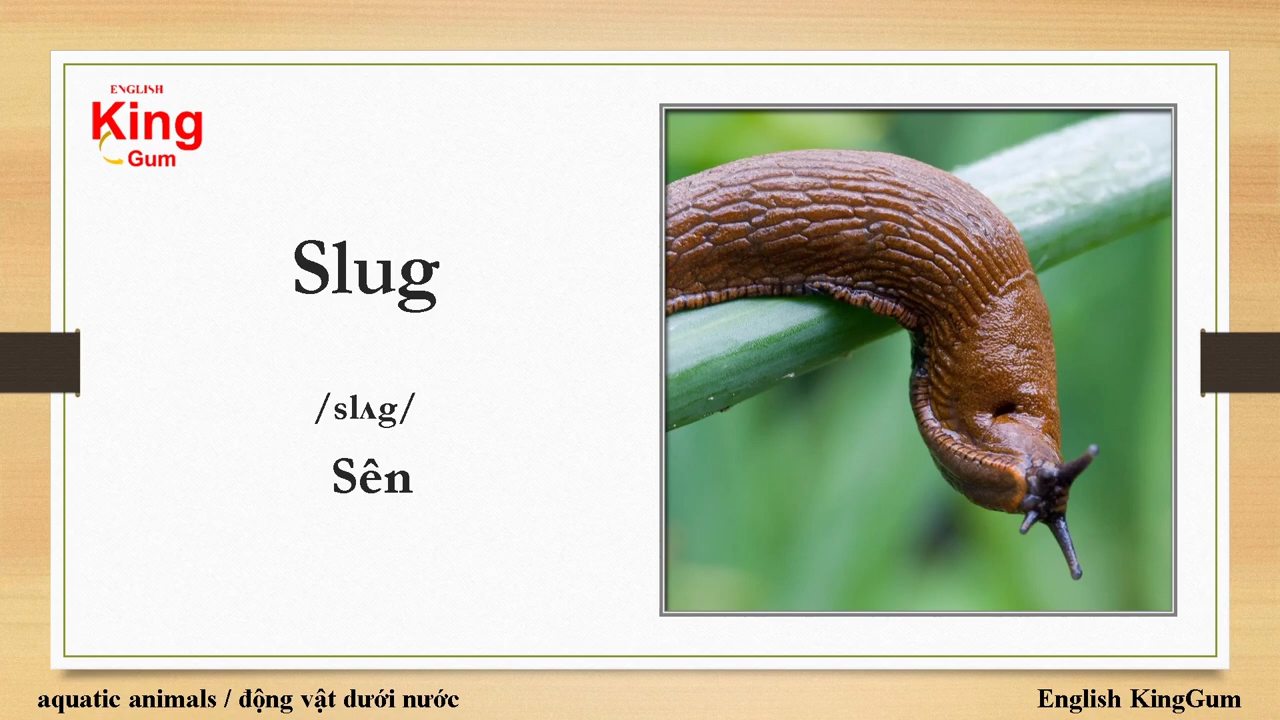 ENGLISH
King
Gum
Slug
/slʌg/
Sên
aquatic animals / động vật dưới nước
English KingGum